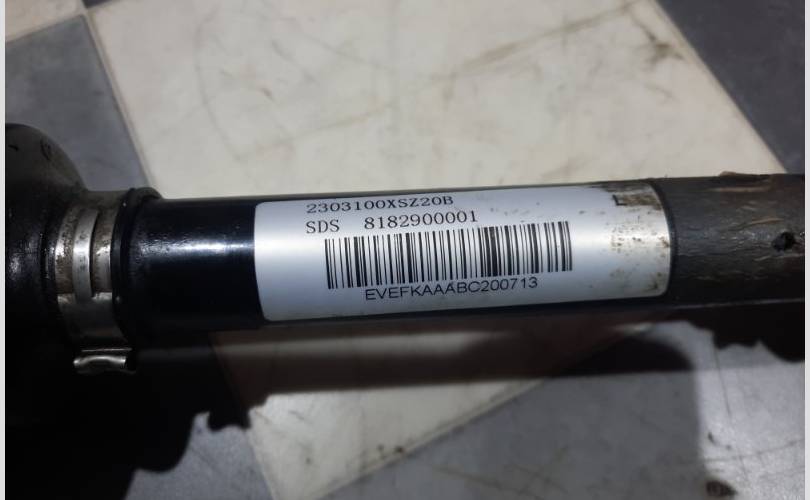 2303100XSZ20B
SDS 8182900001
EVEFKAAABC200713